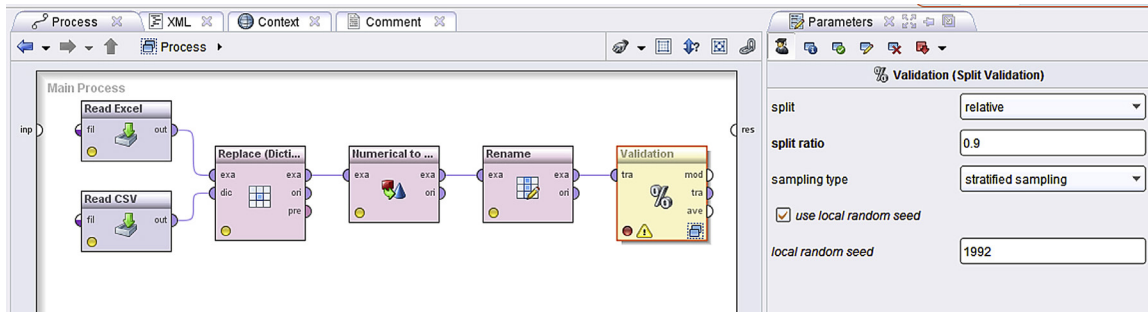 Process
XML
Context
Comment
Parameters
Process
Validation (Split Validation)
Main Process
inp
res
Read Excel
fil out
Read CSV
fil out
Replace (Dicti...
exa exa
dic ori
pre
Numerical to ...
exa exa
ori
Rename
exa exa
ori
Validation
tra mod
tra
ave
split relative
split ratio 0.9
sampling type stratified sampling
use local random seed
local random seed 1992